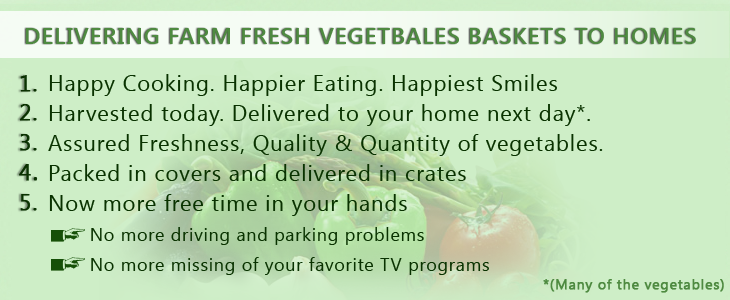 DELIVERING FARM FRESH VEGETBALES BASKETS TO HOMES
1. Happy Cooking. Happier Eating. Happiest Smiles
2. Harvested today. Delivered to your home next day*.
3. Assured Freshness, Quality & Quantity of vegetables.
4. Packed in covers and delivered in crates
5. Now more free time in your hands
No more driving and parking problems
No more missing of your favorite TV programs
*(Many of the vegetables)